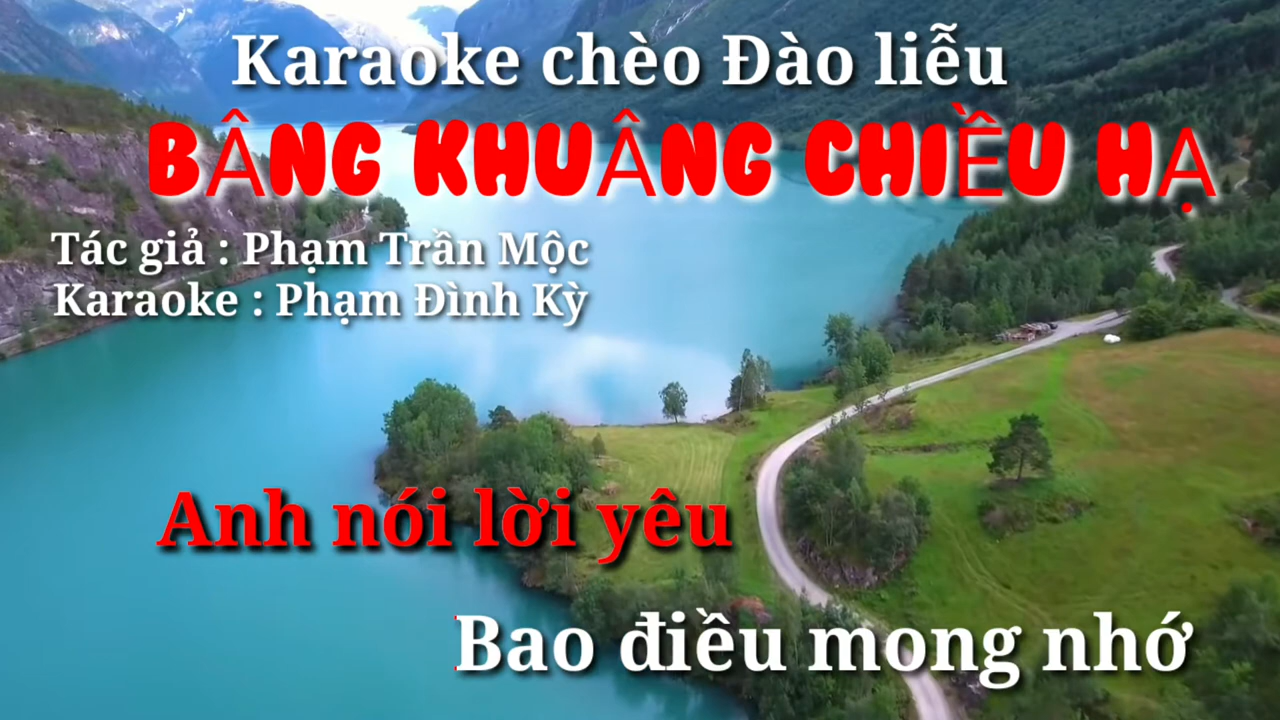 Karaoke chèo Đào liễu
BÂNG KHUÂNG CHIỀU HẠ
Tác giả : Phạm Trần Mộc
Karaoke : Phạm Đình Kỳ
Anh nói lời yêu
Bao điều mong nhớ